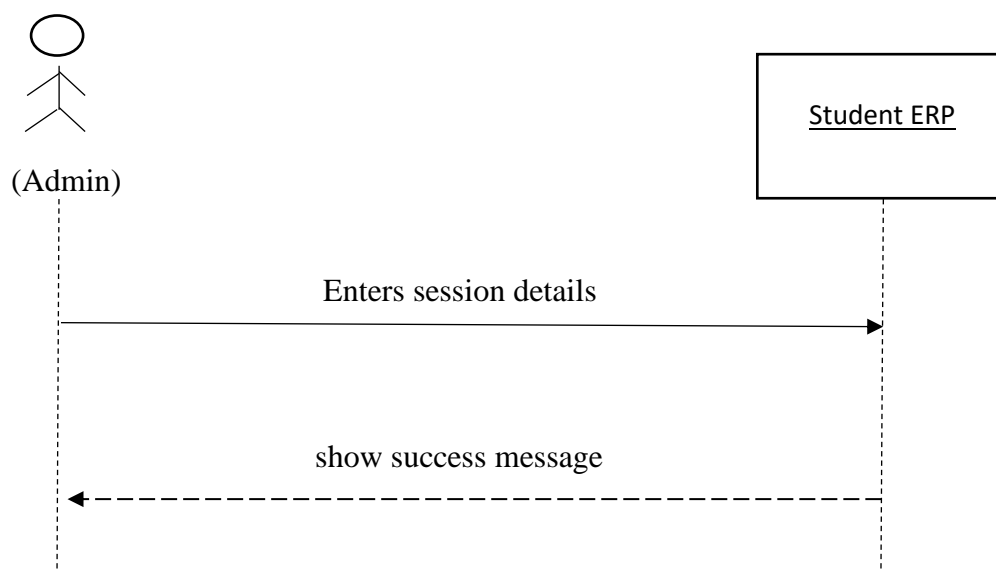 Student ERP
(Admin)
Enters session details
show success message